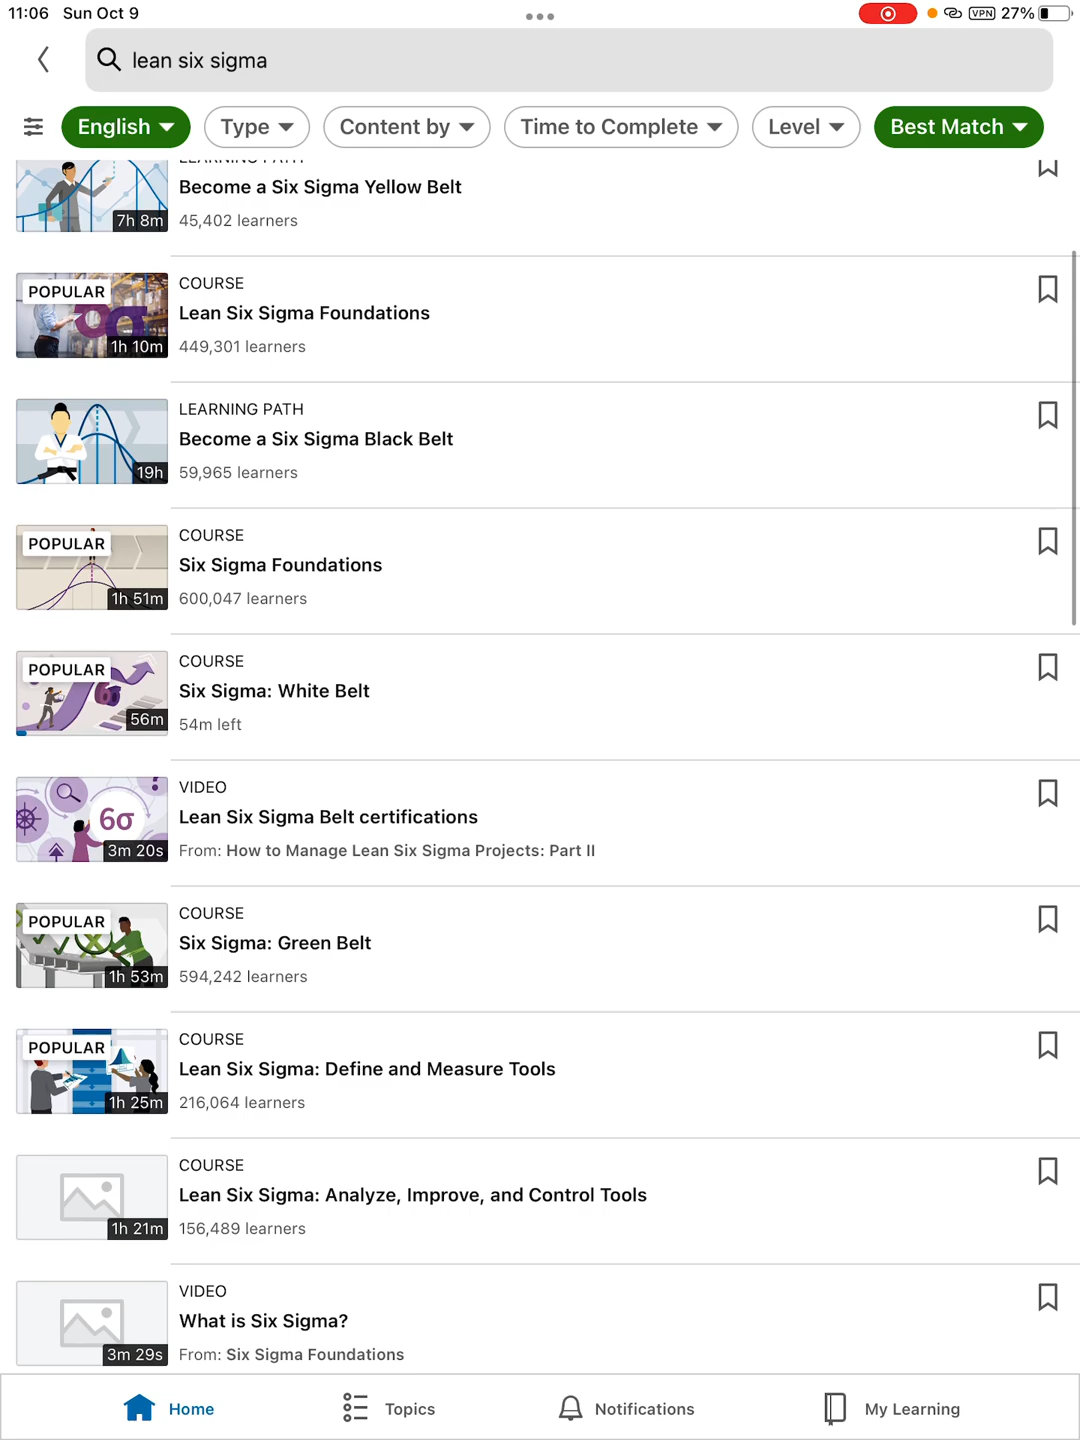 11:06 Sun Oct 9
VPN 27%
lean six sigma
English Type Content by Time to Complete Level Best Match
LEARNING PATH
Become a Six Sigma Yellow Belt
7h 8m
45,402 learners
POPULAR
COURSE
Lean Six Sigma Foundations
1h 10m
449,301 learners
LEARNING PATH
Become a Six Sigma Black Belt
19h
59,965 learners
POPULAR
COURSE
Six Sigma Foundations
1h 51m
600,047 learners
POPULAR
COURSE
Six Sigma: White Belt
56m
54m left
VIDEO
Lean Six Sigma Belt certifications
6σ
3m 20s
From: How to Manage Lean Six Sigma Projects: Part II
POPULAR
COURSE
Six Sigma: Green Belt
1h 53m
594,242 learners
POPULAR
COURSE
Lean Six Sigma: Define and Measure Tools
1h 25m
216,064 learners
COURSE
Lean Six Sigma: Analyze, Improve, and Control Tools
1h 21m
156,489 learners
VIDEO
What is Six Sigma?
3m 29s
From: Six Sigma Foundations
Home Topics Notifications My Learning